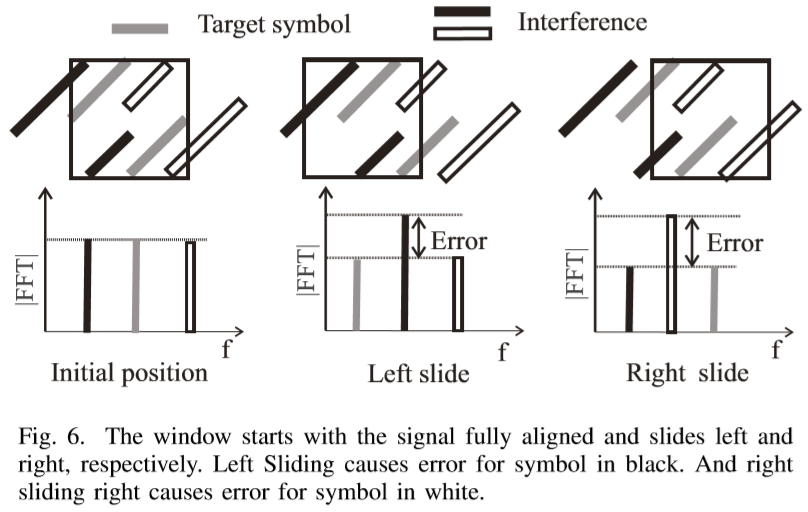 Target symbol
Interference
|FFT|
f
Initial position
|FFT|
Error
f
Left slide
|FFT|
Error
f
Right slide
Fig. 6. The window starts with the signal fully aligned and slides left and
right, respectively. Left Sliding causes error for symbol in black. And right
sliding right causes error for symbol in white.